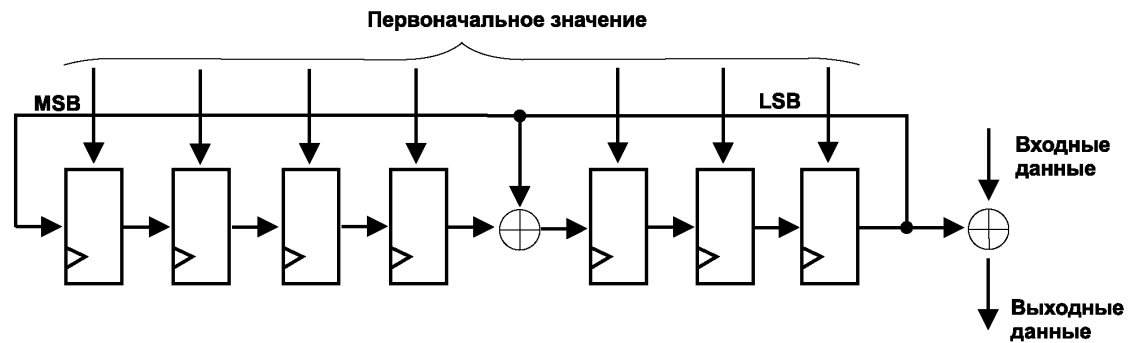 Первоначальное значение
MSB
LSB
Входные
данные
Выходные
данные